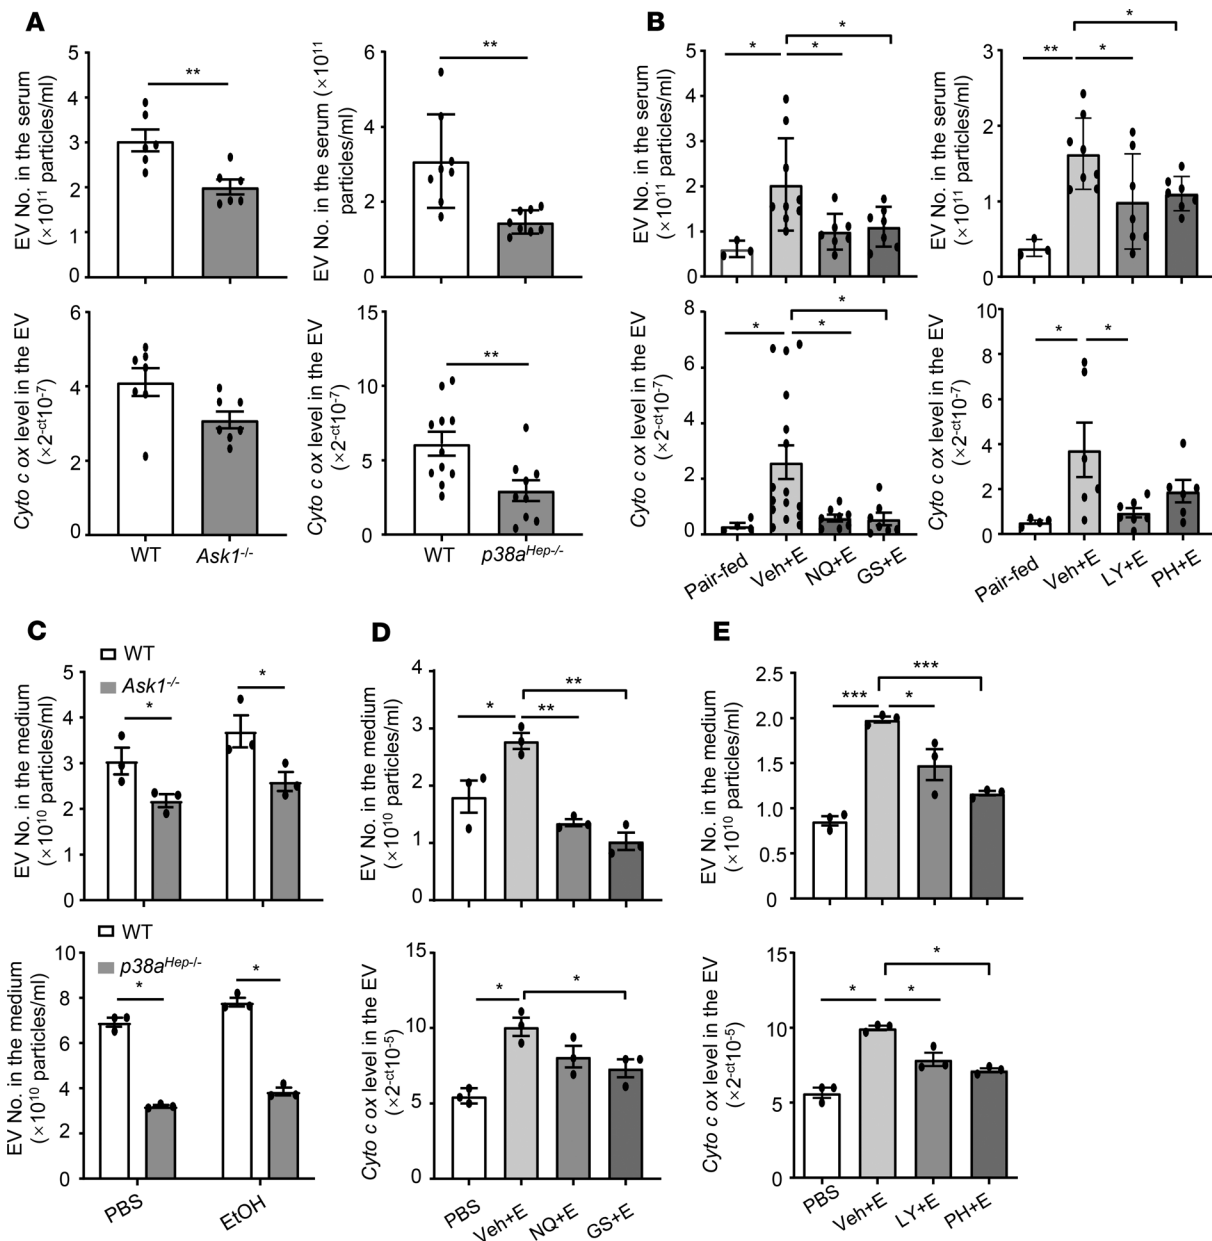 A
EV No. in the serum
(×10¹¹ particles/ml)
5
4
3
2
1
0
**
EV No. in the serum (×10¹¹
particles/ml)
6
4
2
0
**
Cyto c ox level in the EV
(×2⁻ᶜᵗ10⁻⁷)
6
4
2
0
WT
Ask1⁻/⁻
Cyto c ox level in the EV
(×2⁻ᶜᵗ10⁻⁷)
15
10
5
0
**
WT
p38aᴴᵉᵖ⁻/⁻
B
EV No. in the serum
(×10¹¹ particles/ml)
5
4
3
2
1
0
*
*
*
EV No. in the serum
(×10¹¹ particles/ml)
3
2
1
0
*
**
*
Cyto c ox level in the EV
(×2⁻ᶜᵗ10⁻⁷)
8
6
4
2
0
*
*
*
Pair-fed
Veh+E
NQ+E
GS+E
Cyto c ox level in the EV
(×2⁻ᶜᵗ10⁻⁷)
10
8
6
4
2
0
*
*
Pair-fed
Veh+E
LY+E
PH+E
C
WT
Ask1⁻/⁻
EV No. in the medium
(×10¹⁰ particles/ml)
5
4
3
2
1
0
*
*
WT
p38aᴴᵉᵖ⁻/⁻
EV No. in the medium
(×10¹⁰ particles/ml)
10
8
6
4
2
0
*
*
PBS
EtOH
D
EV No. in the medium
(×10¹⁰ particles/ml)
4
3
2
1
0
**
*
**
Cyto c ox level in the EV
(×2⁻ᶜᵗ10⁻⁵)
15
10
5
0
*
*
PBS
Veh+E
NQ+E
GS+E
E
EV No. in the medium
(×10¹⁰ particles/ml)
2.5
2.0
1.5
1.0
0.5
0
***
***
*
Cyto c ox level in the EV
(×2⁻ᶜᵗ10⁻⁵)
15
10
5
0
*
*
*
PBS
Veh+E
LY+E
PH+E